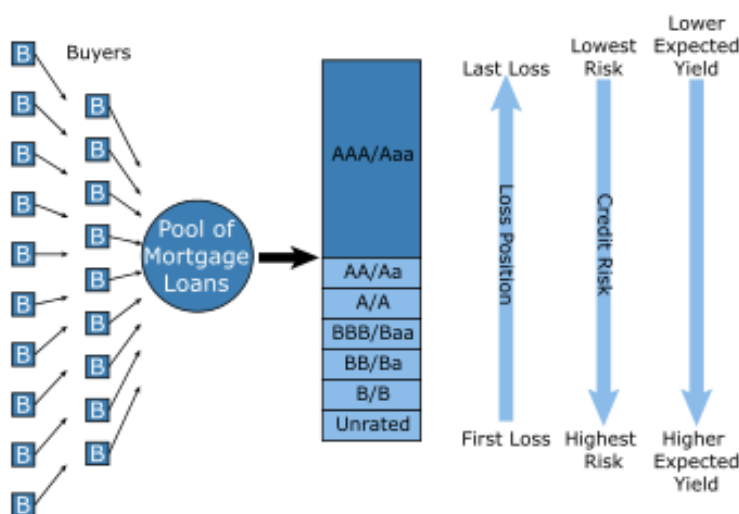 B
B
B
B
B
B
B
B
B
B
Buyers
B
B
B
B
B
B
B
B
B
Pool of
Mortgage
Loans
AAA/Aaa
AA/Aa
A/A
BBB/Baa
BB/Ba
B/B
Unrated
Last Loss
Loss Position
First Loss
Lowest
Risk
Credit Risk
Highest
Risk
Lower
Expected
Yield
Higher
Expected
Yield